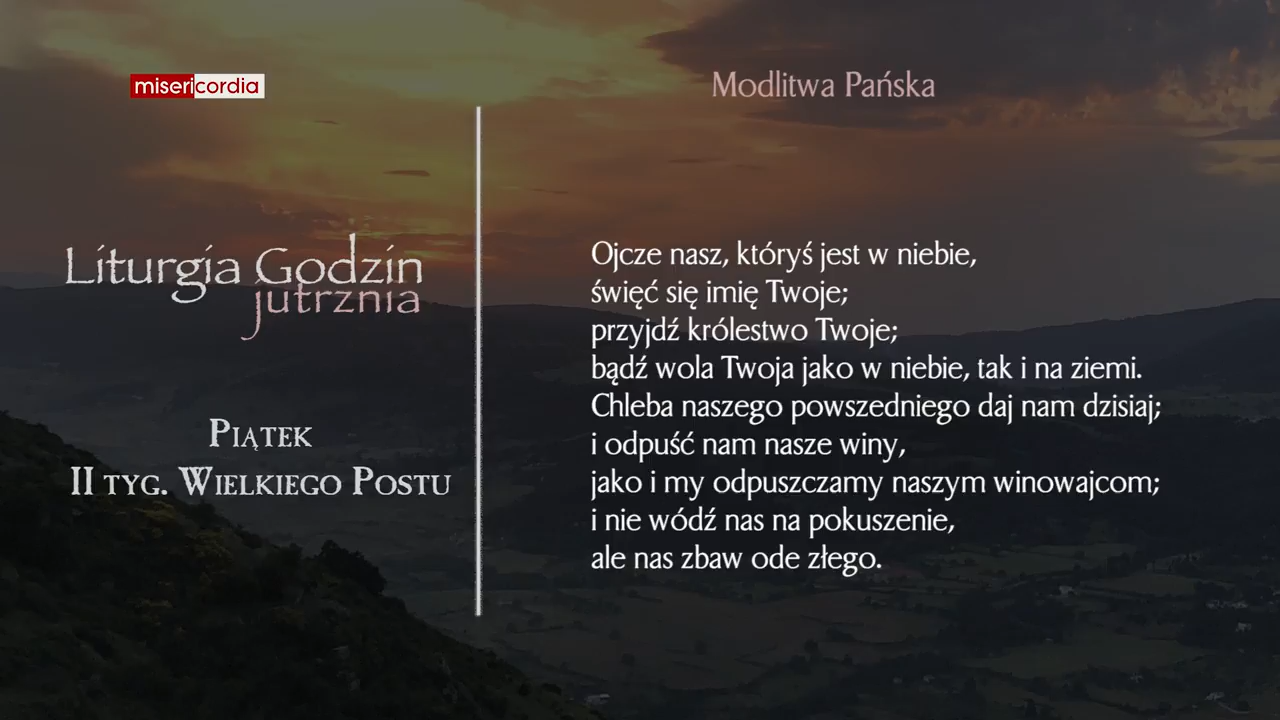 misericordia
Liturgia Godzin
jutrznia
Piątek
II tyg. Wielkiego Postu
Modlitwa Pańska
Ojcze nasz, któryś jest w niebie,
święć się imię Twoje;
przyjdź królestwo Twoje;
bądź wola Twoja jako w niebie, tak i na ziemi.
Chleba naszego powszedniego daj nam dzisiaj;
i odpuść nam nasze winy,
jako i my odpuszczamy naszym winowajcom;
i nie wódź nas na pokuszenie,
ale nas zbaw ode złego.